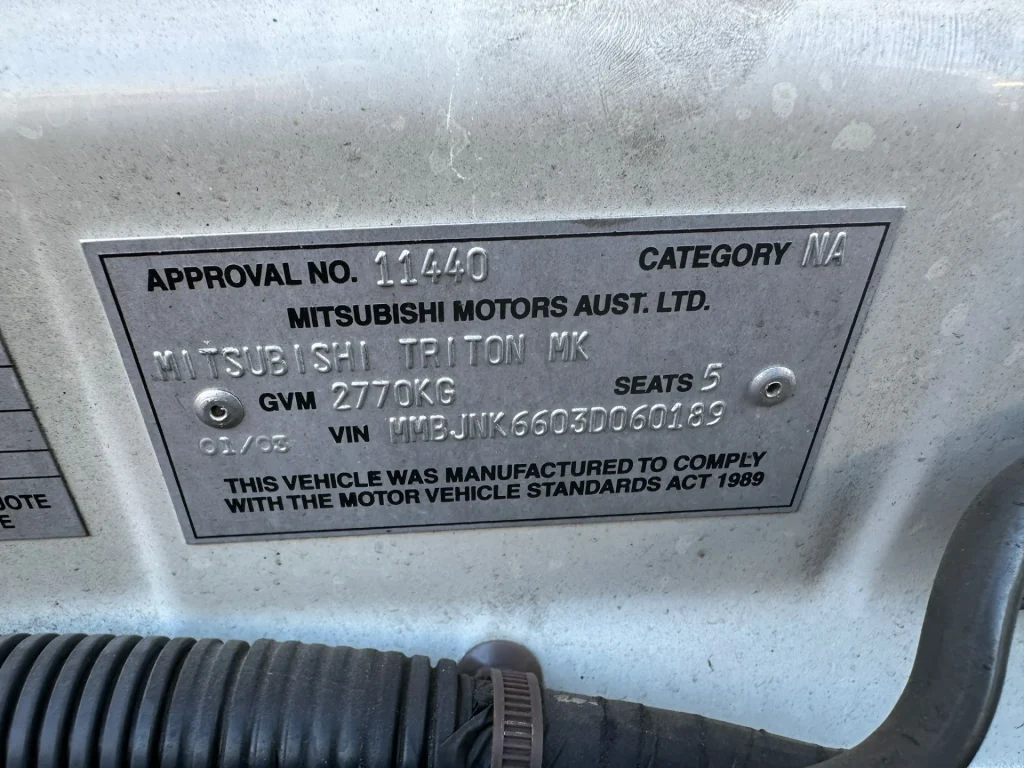 APPROVAL NO. 11440 CATEGORY NA
MITSUBISHI MOTORS AUST. LTD.
MITSUBISHI TRITON MK
GVM 2770KG SEATS 5
01/03 VIN MMBJNK6603D060189
THIS VEHICLE WAS MANUFACTURED TO COMPLY
WITH THE MOTOR VEHICLE STANDARDS ACT 1989